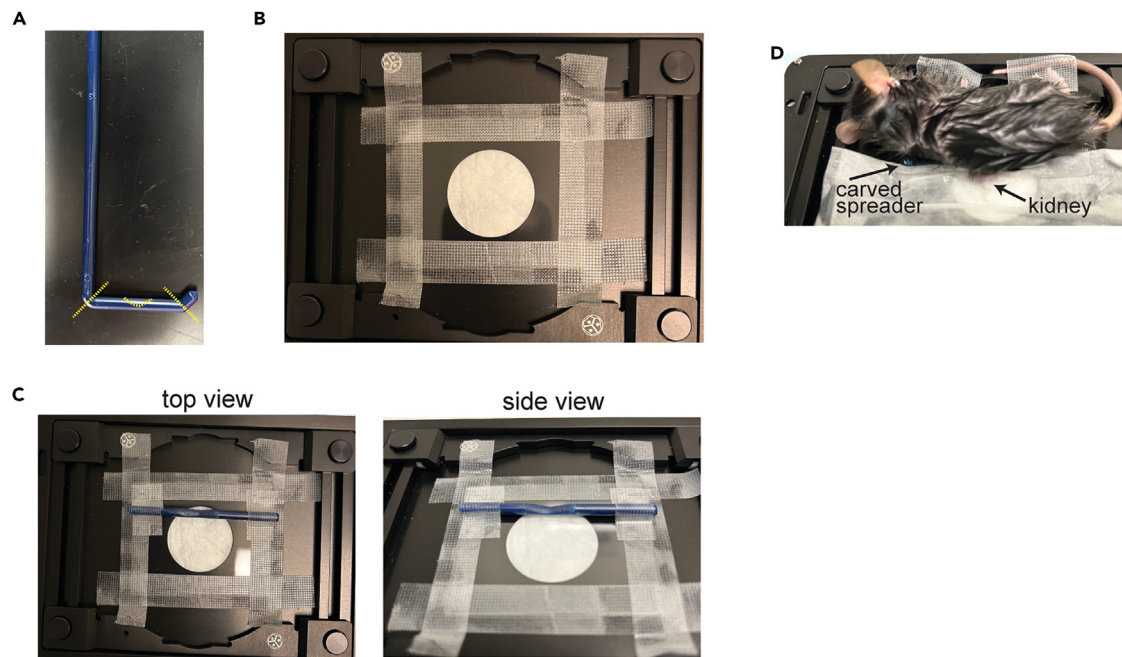 A
B
D
carved
spreader
kidney
C
top view
side view